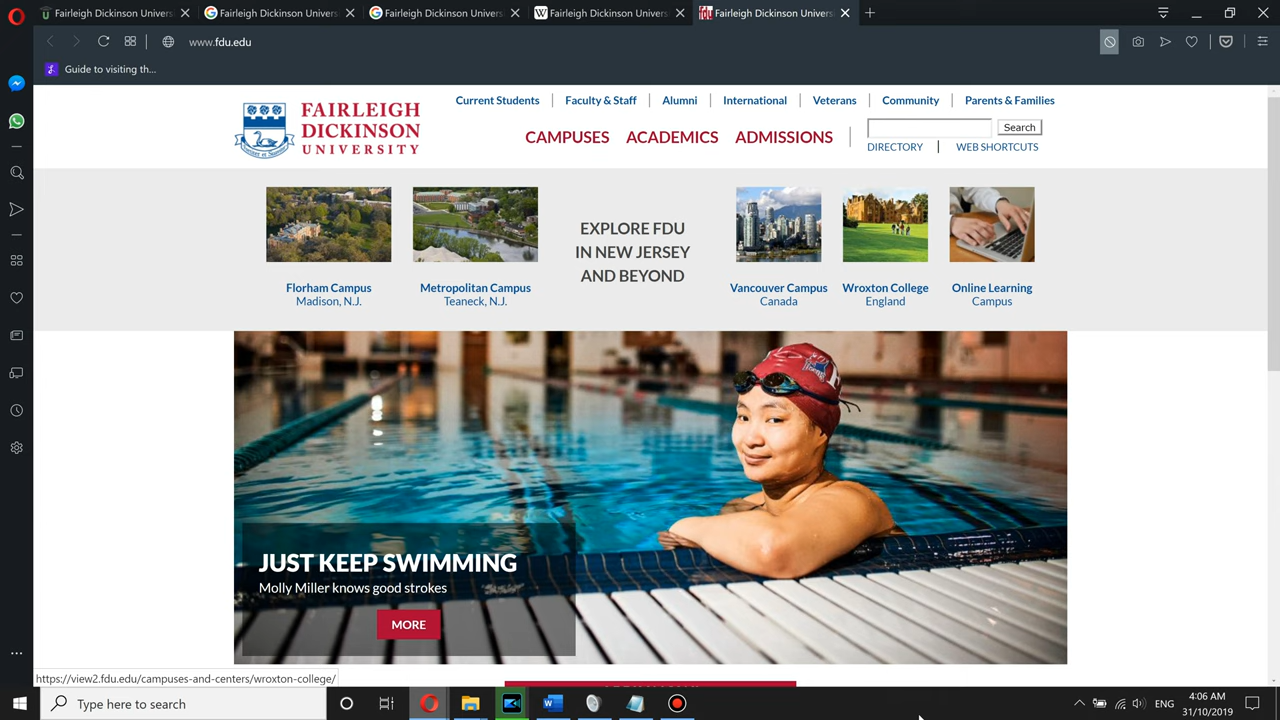 Fairleigh Dickinson Univers
Fairleigh Dickinson Univers
Fairleigh Dickinson Univers
Fairleigh Dickinson Univers
Fairleigh Dickinson Univers
www.fdu.edu
Guide to visiting th...
Current Students
Faculty & Staff
Alumni
International
Veterans
Community
Parents & Families
FAIRLEIGH
DICKINSON
UNIVERSITY
CAMPUSES
ACADEMICS
ADMISSIONS
Search
DIRECTORY
WEB SHORTCUTS
EXPLORE FDU
IN NEW JERSEY
AND BEYOND
Florham Campus
Madison, N.J.
Metropolitan Campus
Teaneck, N.J.
Vancouver Campus
Canada
Wroxton College
England
Online Learning
Campus
JUST KEEP SWIMMING
Molly Miller knows good strokes
MORE
https://view2.fdu.edu/campuses-and-centers/wroxton-college/
Type here to search
ENG
4:06 AM
31/10/2019